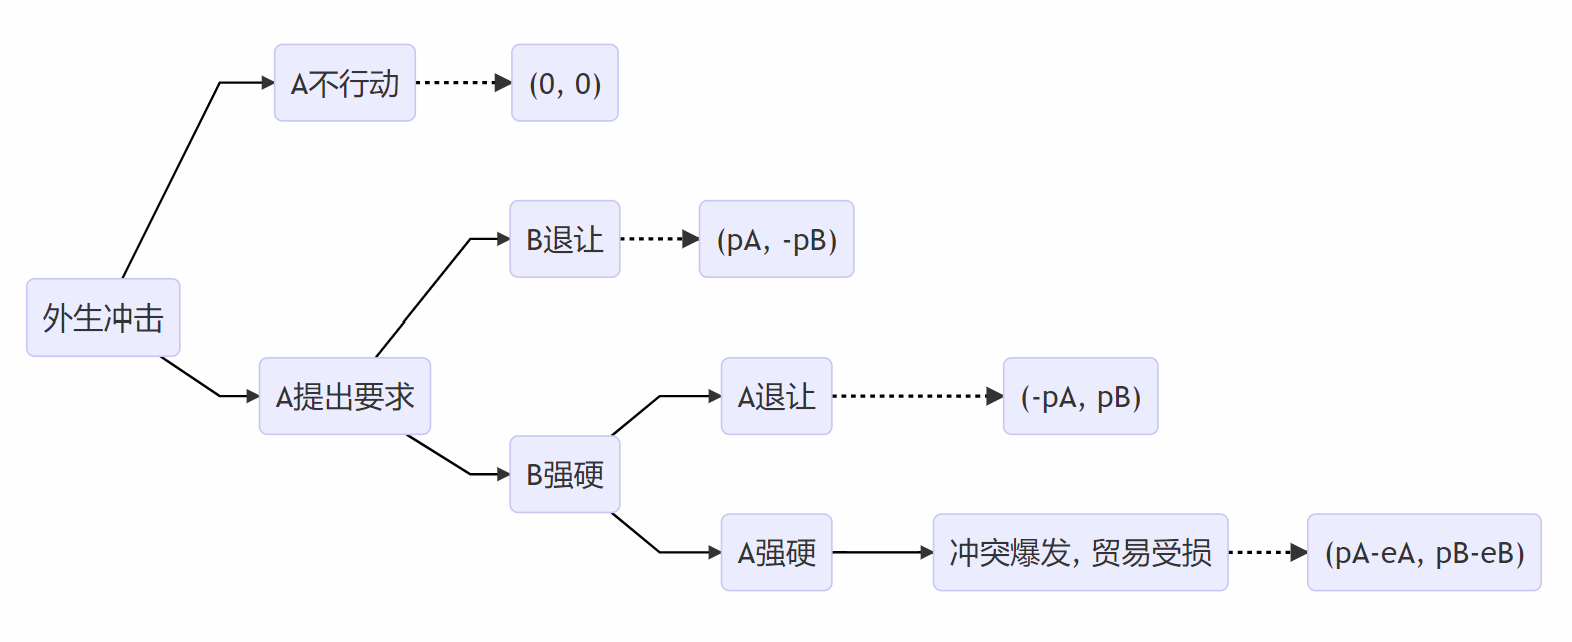 A不行动
(0, 0)
B退让
(pA, -pB)
外生冲击
A提出要求
A退让
(-pA, pB)
B强硬
A强硬
冲突爆发, 贸易受损
(pA-eA, pB-eB)